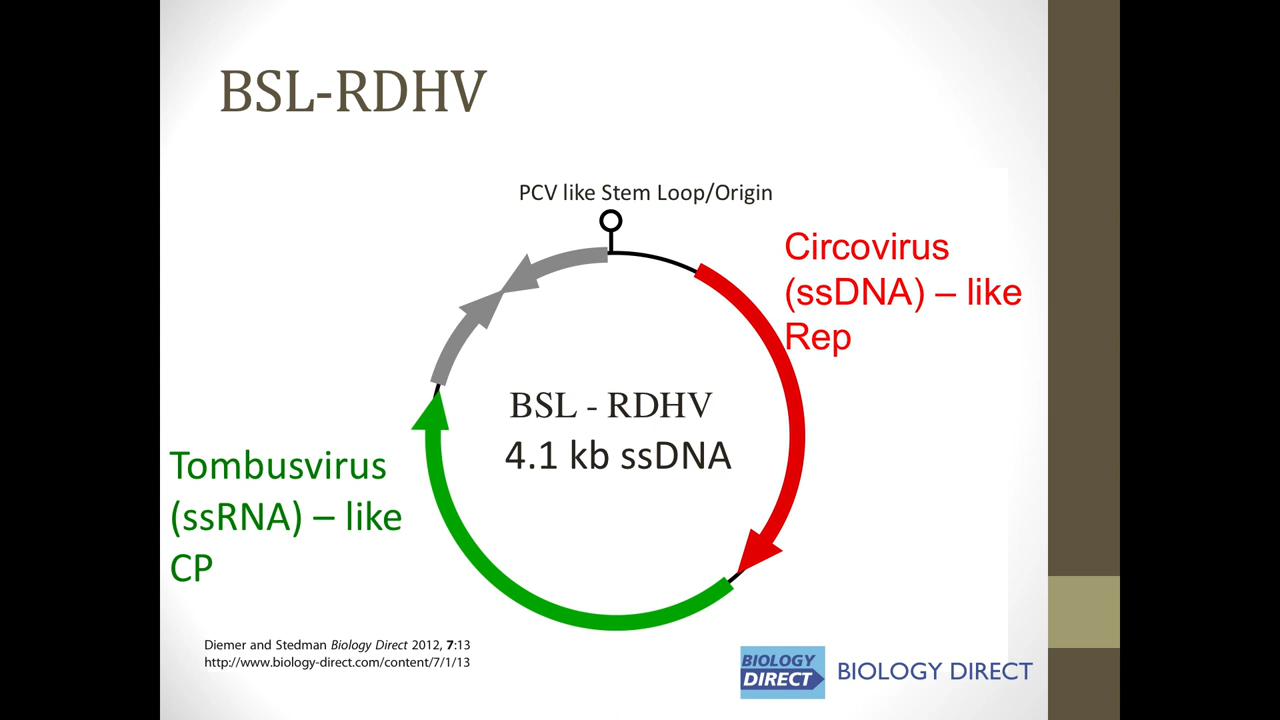 BSL-RDHV
PCV like Stem Loop/Origin
Circovirus
(ssDNA) – like
Rep
BSL - RDHV
4.1 kb ssDNA
Tombusvirus
(ssRNA) – like
CP
Diemer and Stedman Biology Direct 2012, 7:13
http://www.biology-direct.com/content/7/1/13
BIOLOGY
DIRECT
BIOLOGY DIRECT